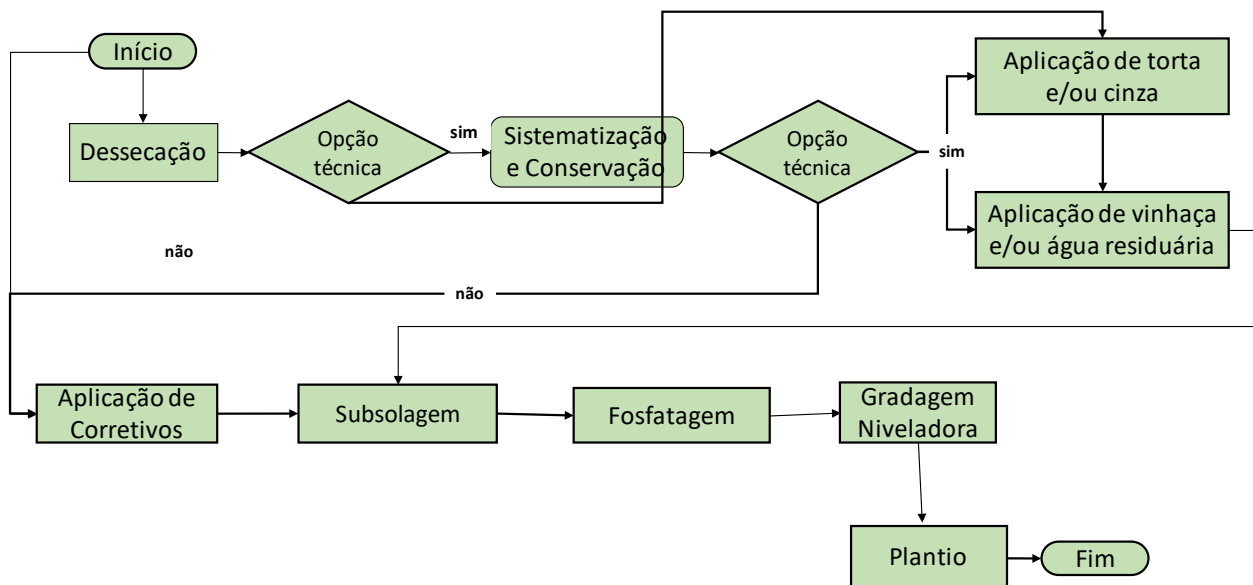 Início
Dessecação
Opção
técnica
sim
Sistematização
e Conservação
Opção
técnica
sim
Aplicação de torta
e/ou cinza
Aplicação de vinhaça
e/ou água residuária
não
não
Aplicação de
Corretivos
Subsolagem
Fosfatagem
Gradagem
Niveladora
Plantio
Fim